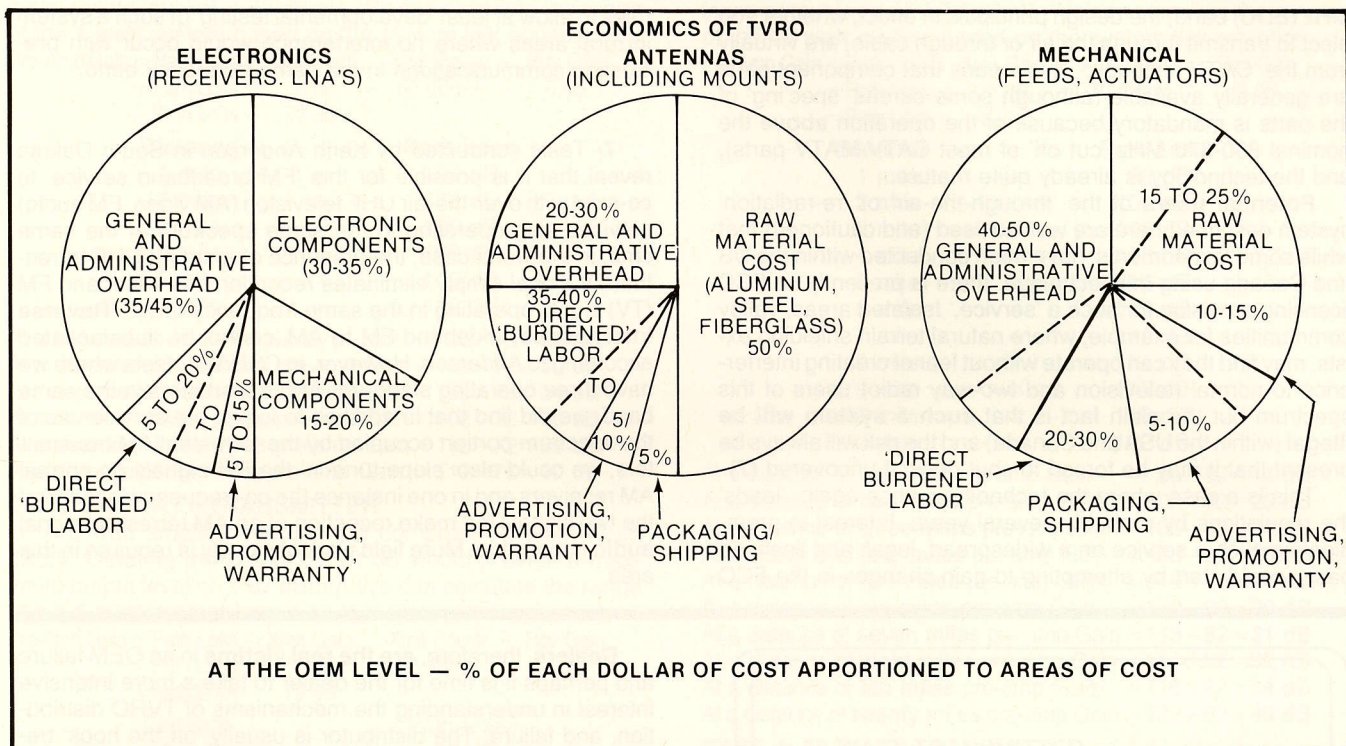 ECONOMICS OF TVRO
ELECTRONICS
(RECEIVERS. LNA'S)
GENERAL
AND
ADMINISTRATIVE
OVERHEAD
(35/45%)
ELECTRONIC
COMPONENTS
(30-35%)
MECHANICAL
COMPONENTS
15-20%
5 TO 20%
TO
5 TO 15%
DIRECT
'BURDENED'
LABOR
ADVERTISING,
PROMOTION,
WARRANTY
ANTENNAS
(INCLUDING MOUNTS)
20-30%
GENERAL AND
ADMINISTRATIVE
OVERHEAD
35-40%
DIRECT
'BURDENED'
LABOR
TO
5/
10%
5%
RAW
MATERIAL
COST
(ALUMINUM,
STEEL,
FIBERGLASS)
50%
ADVERTISING,
PROMOTION,
WARRANTY
PACKAGING/
SHIPPING
MECHANICAL
(FEEDS, ACTUATORS)
40-50%
GENERAL AND
ADMINISTRATIVE
OVERHEAD
15 TO 25%
RAW
MATERIAL
COST
10-15%
5-10%
20-30%
'DIRECT
BURDENED'
LABOR
PACKAGING,
SHIPPING
ADVERTISING,
PROMOTION,
WARRANTY
AT THE OEM LEVEL — % OF EACH DOLLAR OF COST APPORTIONED TO AREAS OF COST